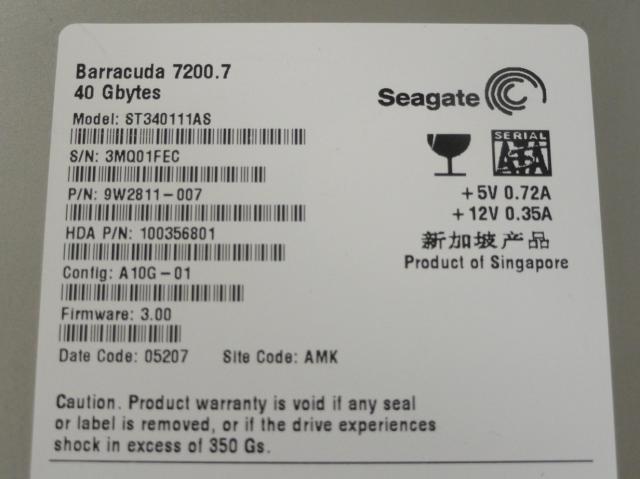 Barracuda 7200.7
40 Gbytes
Model: ST340111AS
S/N: 3MQ01FEC
P/N: 9W2811-007
HDA P/N: 100356801
Config: A10G-01
Firmware: 3.00
Date Code: 05207 Site Code: AMK
Seagate
SERIAL
ATA
+5V 0.72A
+12V 0.35A
新加坡产品
Product of Singapore
Caution. Product warranty is void if any seal
or label is removed, or if the drive experiences
shock in excess of 350 Gs.